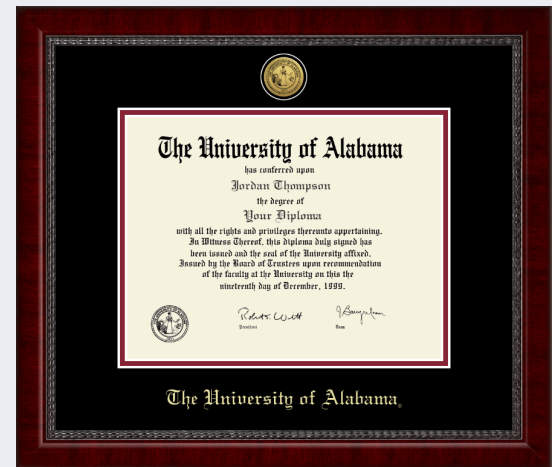 The University of Alabama
has conferred upon
Jordan Thompson
the degree of
Your Diploma
with all the rights and privileges thereunto appertaining.
In Witness Thereof, this diploma duly signed has
been issued and the seal of the University affixed.
Issued by the Board of Trustees upon recommendation
of the faculty at the University on this the
nineteenth day of December, 1999.
Robert E. Witt
President
Dean
The University of Alabama®